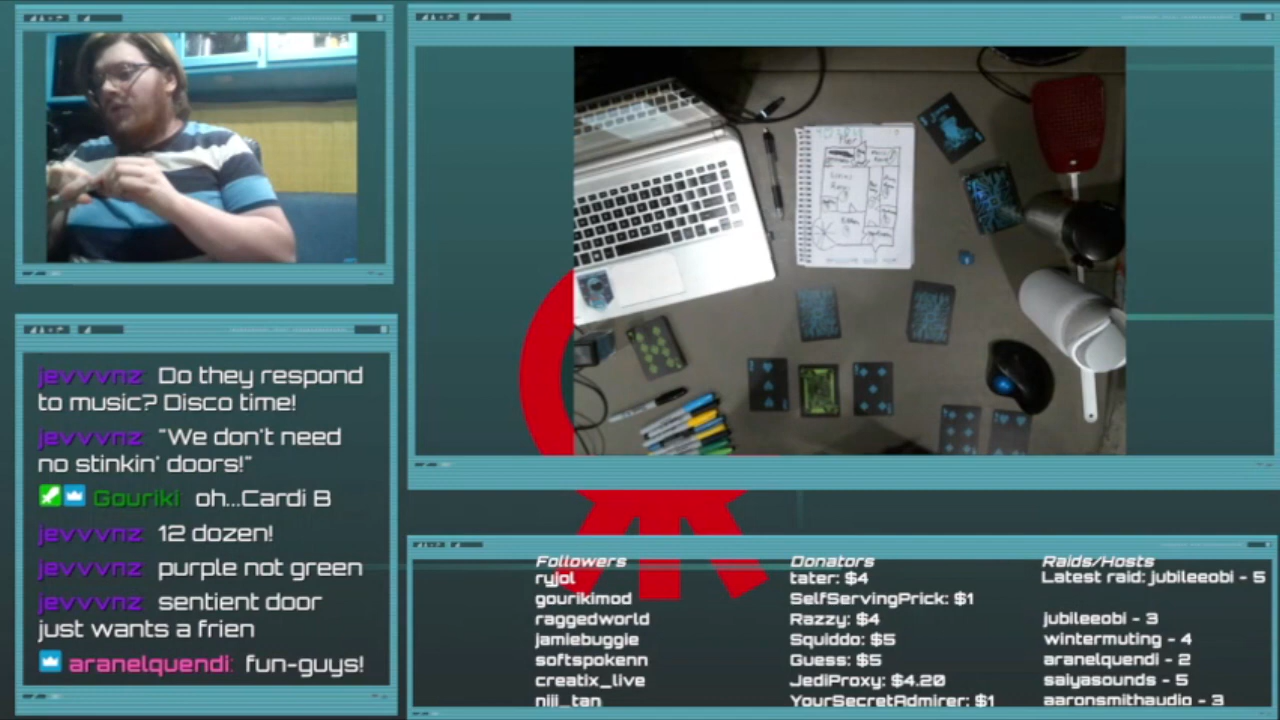 jevvvnz: Do they respond
to music? Disco time!
jevvvnz: "We don't need
no stinkin' doors!"
Gouriki: oh...Cardi B
jevvvnz: 12 dozen!
jevvvnz: purple not green
jevvvnz: sentient door
just wants a frien
aranelquendi: fun-guys!
Followers
ryjol
gourikimod
raggedworld
jamiebuggie
softspokenn
creatix_live
niji_tan
Donators
tater: $4
SelfServingPrick: $1
Razzy: $4
Squiddo: $5
Guess: $5
JediProxy: $4.20
YourSecretAdmirer: $1
Raids/Hosts
Latest raid: jubileeobi - 5
jubileeobi - 3
wintermuting - 4
aranelquendi - 2
saiyasounds - 5
aaronsmithaudio - 3